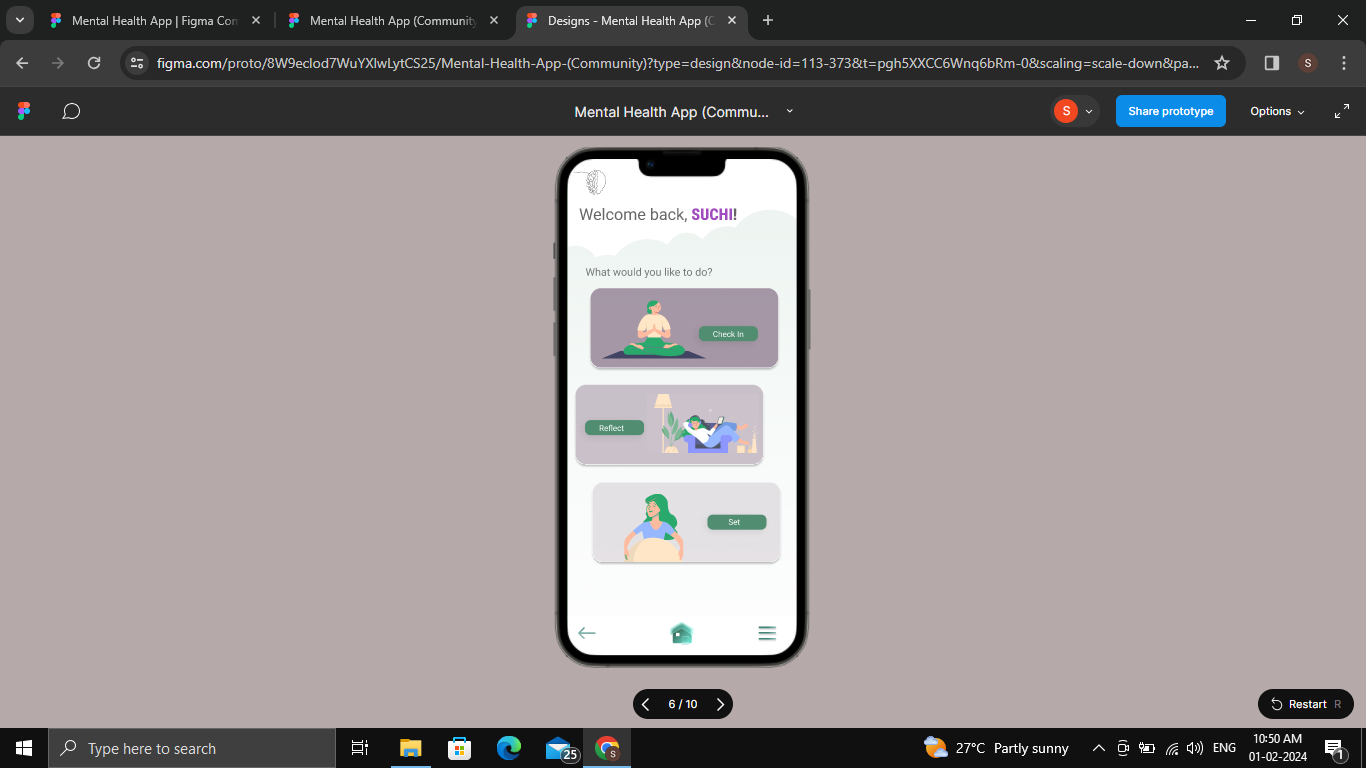 Mental Health App | Figma Com
Mental Health App (Community
Designs - Mental Health App (C
figma.com/proto/8W9eclod7WuYXlwLytCS25/Mental-Health-App-(Community)?type=design&node-id=113-373&t=pgh5XXCC6Wnq6bRm-0&scaling=scale-down&pa...
S
Mental Health App (Commu...
S
Share prototype
Options
Welcome back, SUCHI!
What would you like to do?
Check In
Reflect
Set
6 / 10
Restart R
Type here to search
25
S
27°C Partly sunny
ENG
10:50 AM
01-02-2024
1